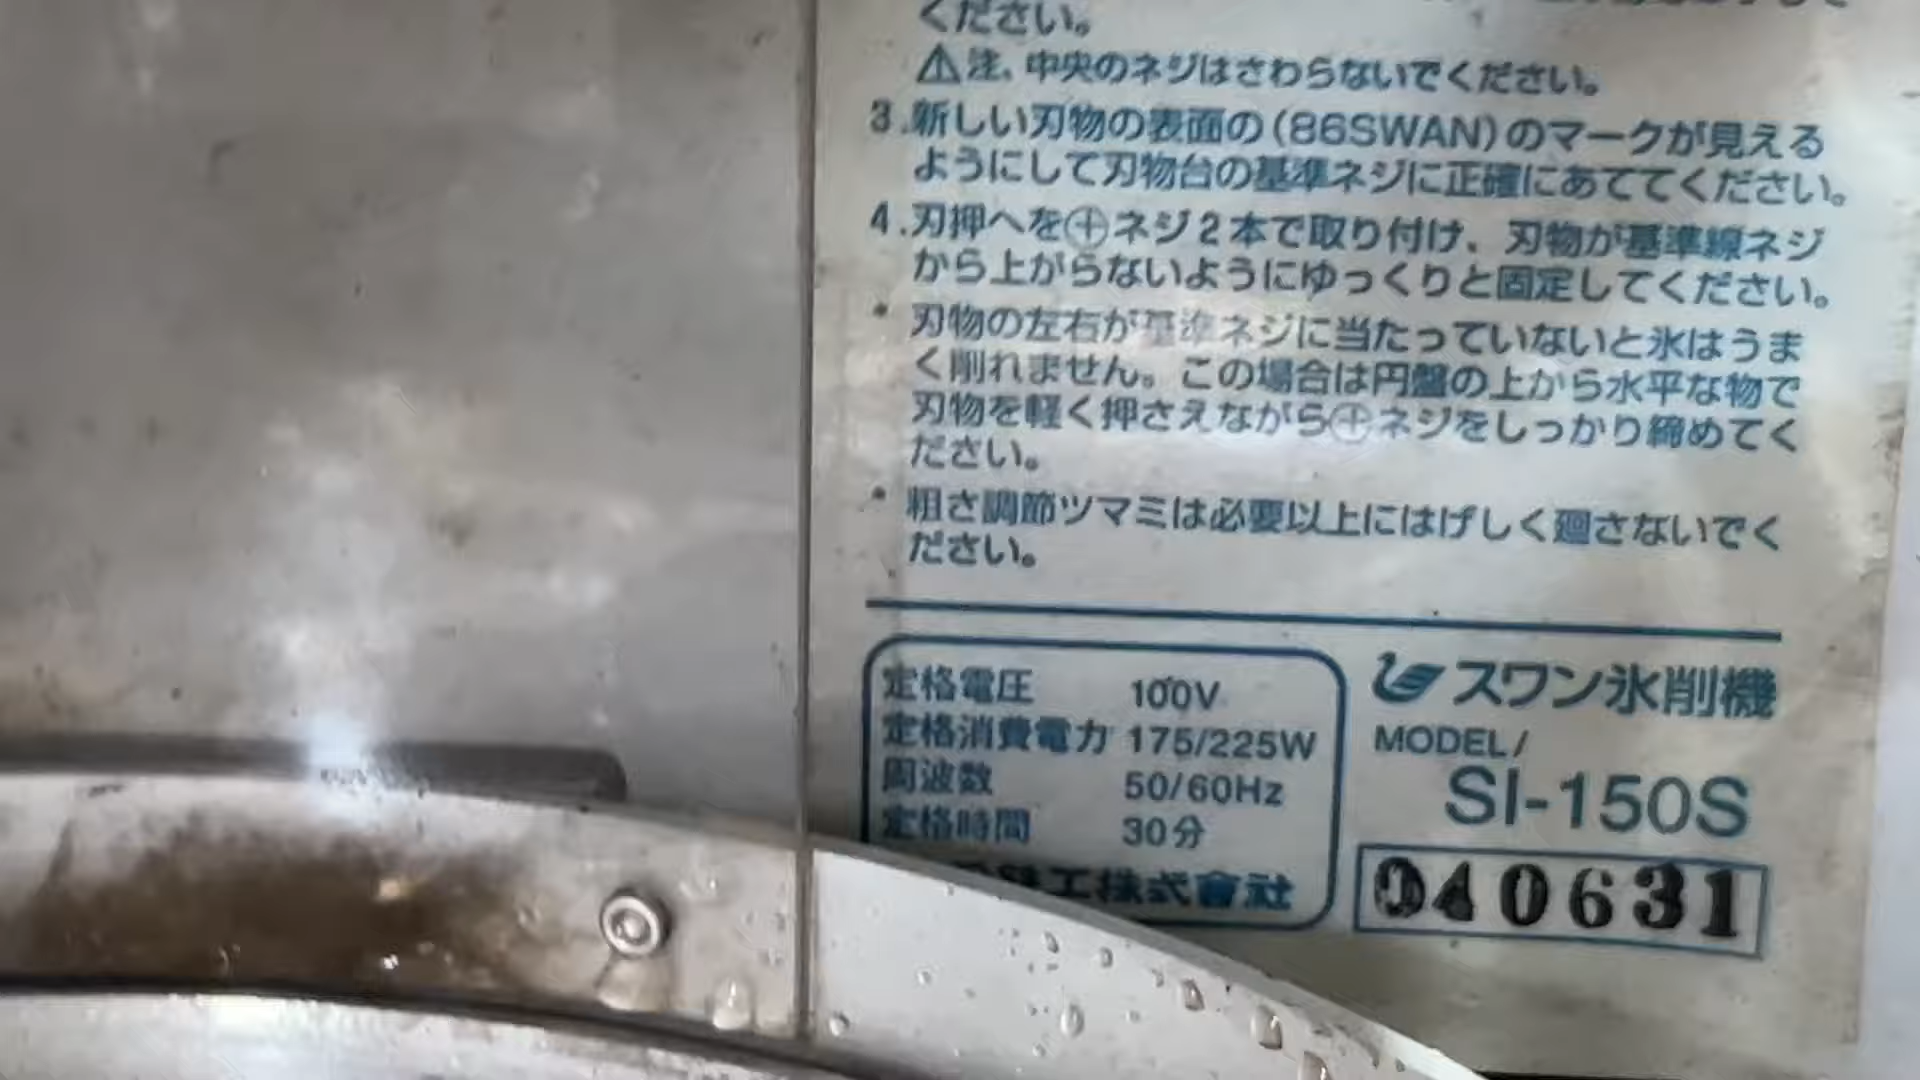 ください。
⚠注、中央のネジはさわらないでください。
3.新しい刃物の表面の(86SWAN)のマークが見える
ようにして刃物台の基準ネジに正確にあててください。
4.刃押へを⊕ネジ2本で取り付け、刃物が基準線ネジ
から上がらないようにゆっくりと固定してください。
・刃物の左右が基準ネジに当たっていないと氷はうま
く削れません。この場合は円盤の上から水平な物で
刃物を軽く押さえながら⊕ネジをしっかり締めてく
ださい。
・粗さ調節ツマミは必要以上にはげしく廻さないでく
ださい。
定格電圧 100V
定格消費電力 175/225W
周波数 50/60Hz
定格時間 30分
工株式會社
スワン氷削機
MODEL/
SI-150S
040631